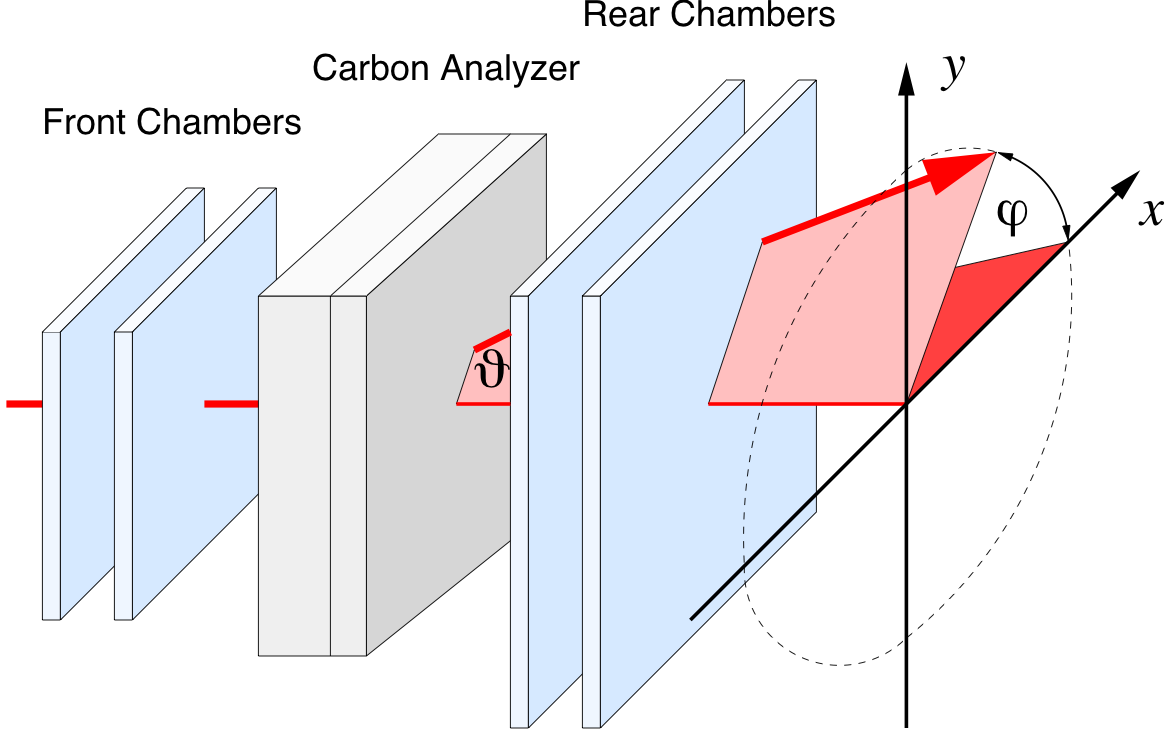 Rear Chambers
Carbon Analyzer
Front Chambers
y
x
φ
ϑ